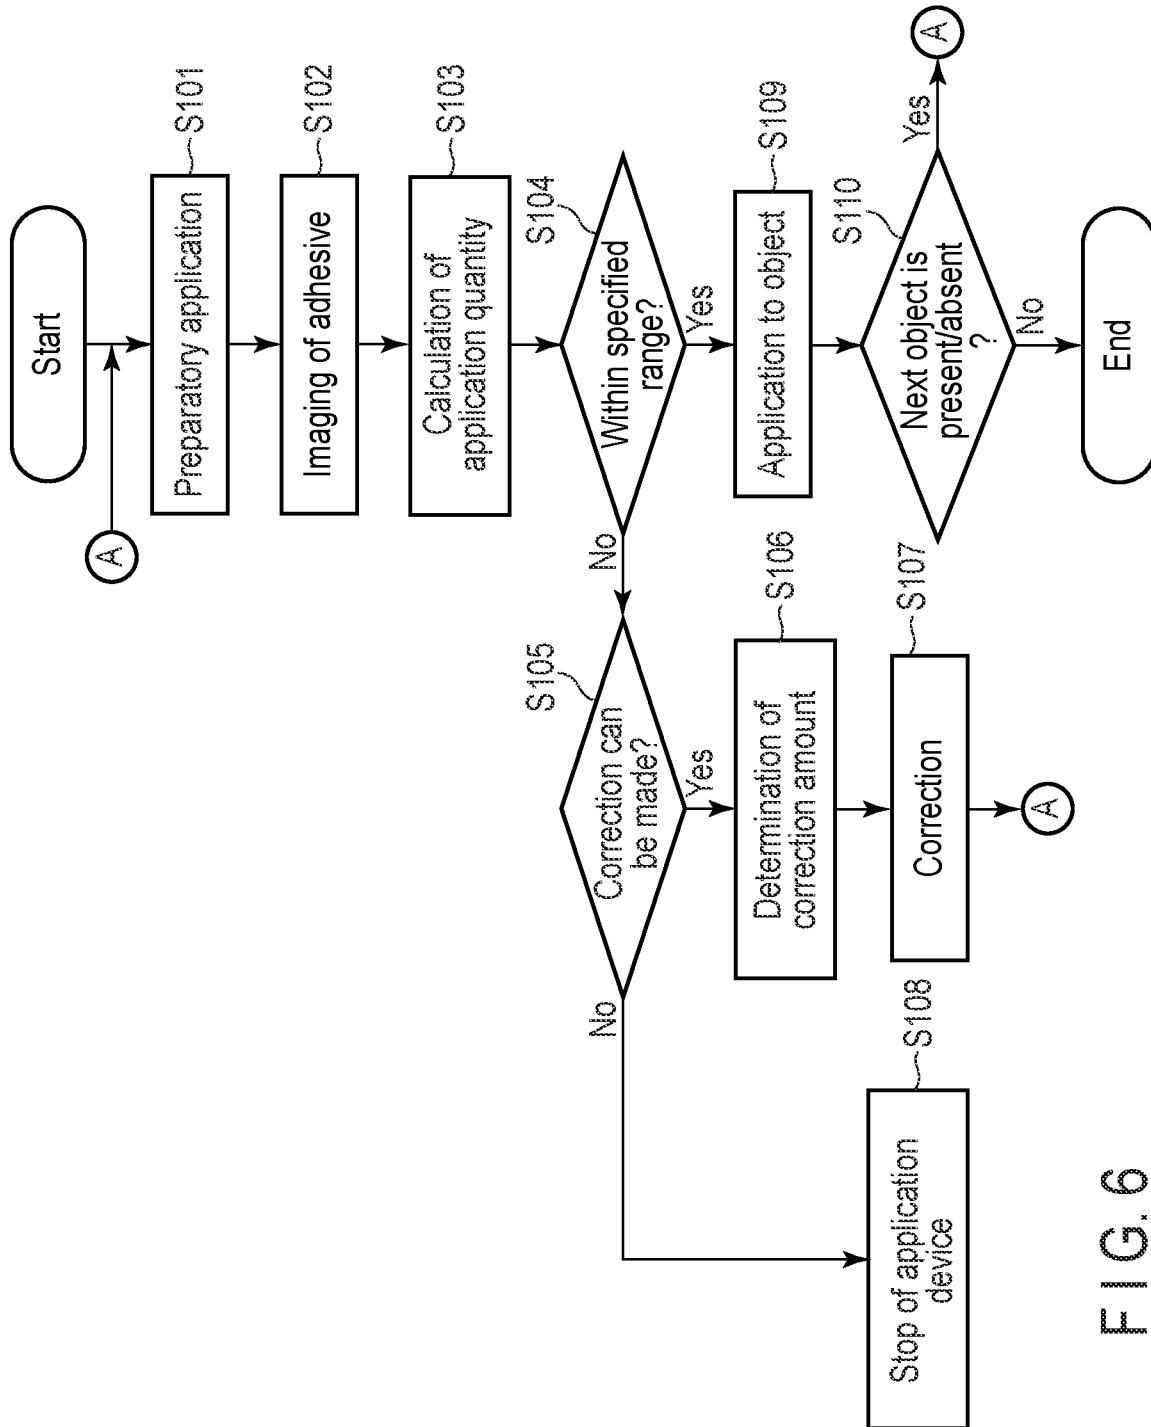 Start
A
Preparatory application
S101
Imaging of adhesive
S102
Calculation of
application quantity
S103
Within specified
range?
S104
No
Yes
Correction can
be made?
S105
No
Yes
Determination of
correction amount
S106
Correction
S107
A
Stop of application
device
S108
Application to object
S109
Next object is
present/absent
?
S110
Yes
A
No
End
FIG. 6